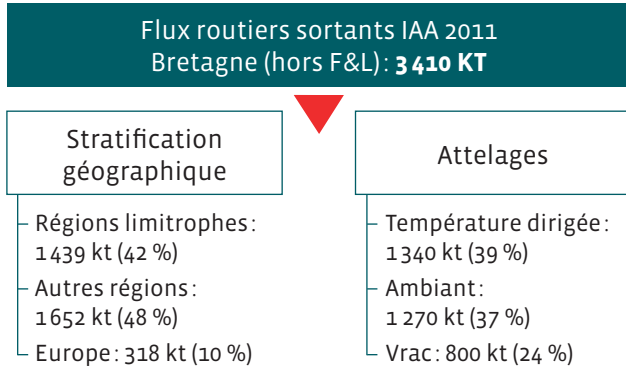 Flux routiers sortants IAA 2011
Bretagne (hors F&L) : 3 410 KT
Stratification
géographique
Régions limitrophes :
1 439 kt (42 %)
Autres régions :
1 652 kt (48 %)
Europe : 318 kt (10 %)
Attelages
Température dirigée :
1 340 kt (39 %)
Ambiant :
1 270 kt (37 %)
Vrac : 800 kt (24 %)